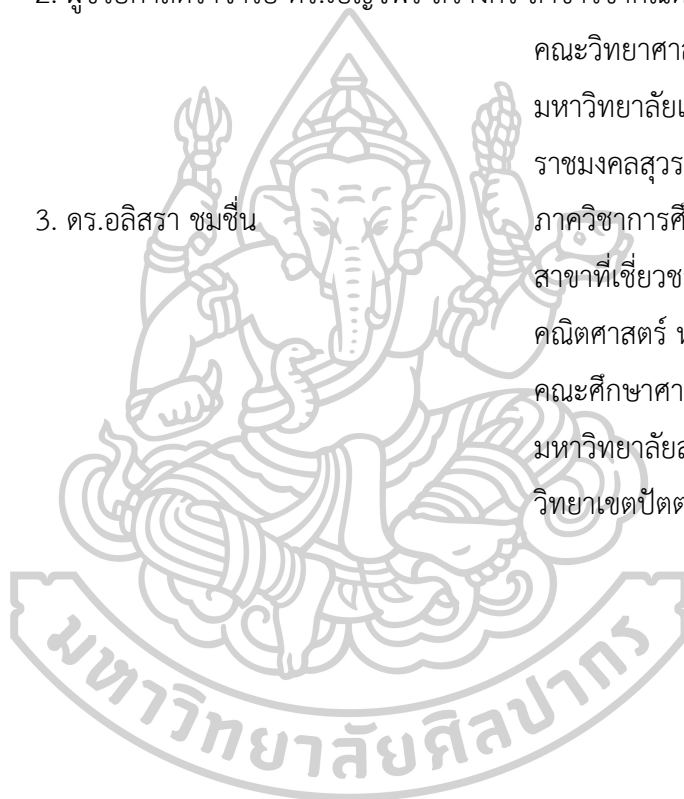 คณะวิทยาศา
มหาวิทยาลัย
ราชมงคลสุวร
3. ดร.อลิสรา ชมชื่น ภาควิชาการศึ
สาขาที่เชี่ยวช
คณิตศาสตร์
คณะศึกษาศา
มหาวิทยาลัย
วิทยาเขตปัตต
มหาวิทยาลัยศิลปากร